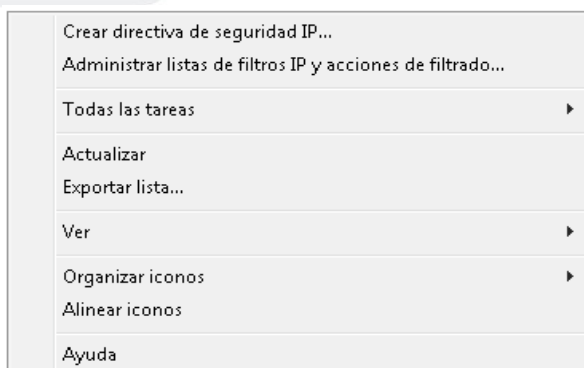 Crear directiva de seguridad IP...
Administrar listas de filtros IP y acciones de filtrado...
Todas las tareas
Actualizar
Exportar lista...
Ver
Organizar iconos
Alinear iconos
Ayuda